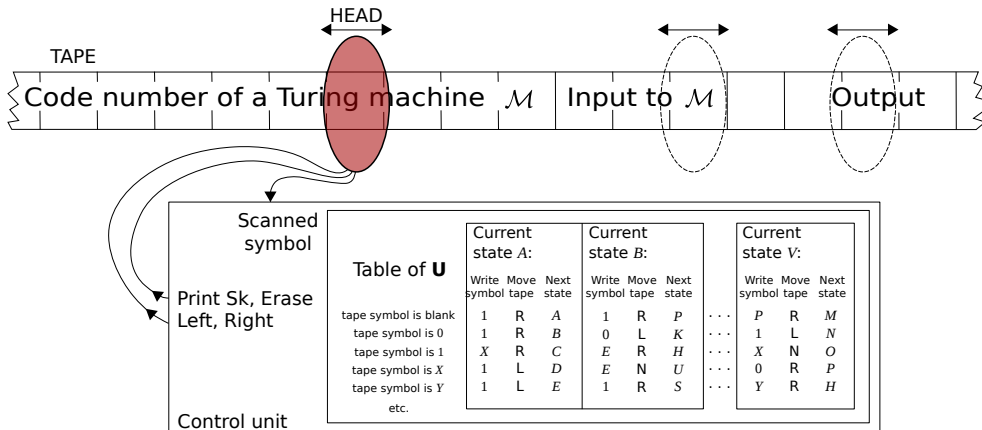 HEAD
TAPE
Code number of a Turing machine ℳ Input to ℳ Output
Scanned
symbol
Print Sk, Erase
Left, Right
Control unit
Table of U
Current
state A:
Current
state B:
Current
state V:
Write Move Next Write Move Next Write Move Next
symbol tape state symbol tape state symbol tape state
tape symbol is blank 1 R A 1 R P · · · P R M
tape symbol is 0 1 R B 0 L K · · · 1 L N
tape symbol is 1 X R C E R H · · · X N O
tape symbol is X 1 L D E N U · · · 0 R P
tape symbol is Y 1 L E 1 R S · · · Y R H
etc.